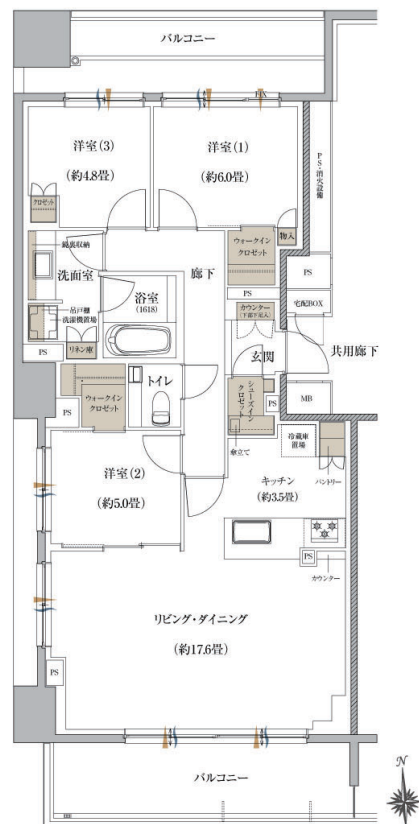 バルコニー
FIX
洋室(3)
(約4.8畳)
洋室(1)
(約6.0畳)
PS・消火設備
クロゼット
鏡裏収納
洗面室
廊下
ウォークイン
クロゼット
物入
吊戸棚
洗濯機置場
浴室
(1618)
PS
カウンター
(下部下足入)
PS
宅配BOX
PS
リネン庫
玄関
共用廊下
トイレ
ウォークイン
クロゼット
PS
シューズイン
クロゼット
PS
MB
傘立て
冷蔵庫
置場
洋室(2)
(約5.0畳)
キッチン
(約3.5畳)
パントリー
PS
カウンター
リビング・ダイニング
(約17.6畳)
PS
バルコニー
N